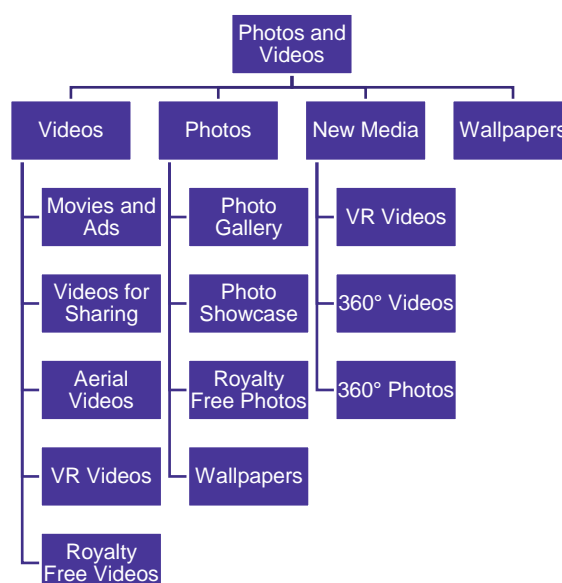 Photos and
Videos
Videos
Photos
New Media
Wallpapers
Movies and
Ads
Videos for
Sharing
Aerial
Videos
VR Videos
Royalty
Free Videos
Photo
Gallery
Photo
Showcase
Royalty
Free Photos
Wallpapers
VR Videos
360° Videos
360° Photos